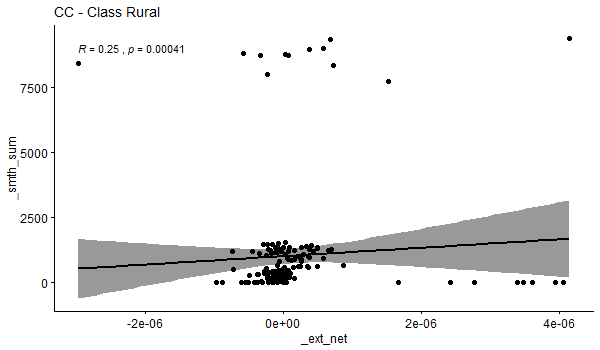 CC - Class Rural
R = 0.25 , p = 0.00041
_smth_sum
7500
5000
2500
0
-2e-06
0e+00
2e-06
4e-06
_ext_net